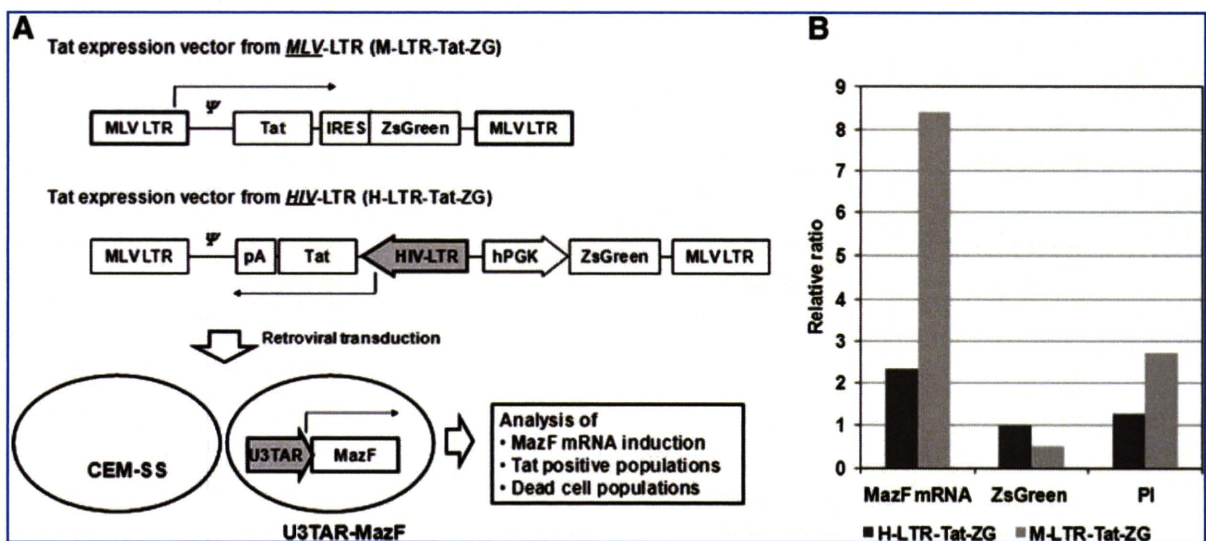 A
Tat expression vector from MLV-LTR (M-LTR-Tat-ZG)
Ψ
MLV LTR Tat IRES ZsGreen MLV LTR
Tat expression vector from HIV-LTR (H-LTR-Tat-ZG)
Ψ
MLV LTR pA Tat HIV-LTR hPGK ZsGreen MLV LTR
Retroviral transduction
CEM-SS
U3TAR MazF
U3TAR-MazF
Analysis of
• MazF mRNA induction
• Tat positive populations
• Dead cell populations
B
Relative ratio
9
8
7
6
5
4
3
2
1
0
MazF mRNA ZsGreen PI
H-LTR-Tat-ZG M-LTR-Tat-ZG